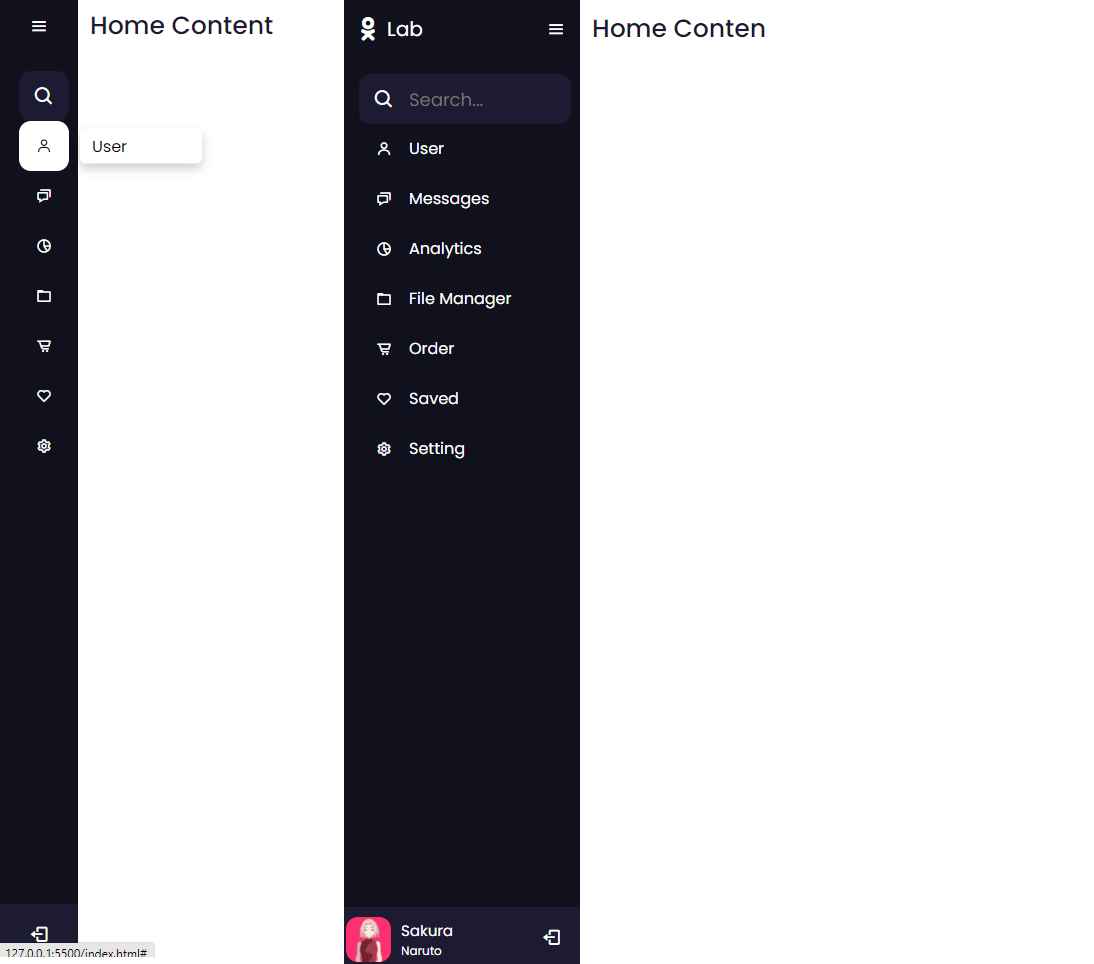 Home Content
User
127.0.0.1:5500/index.html#
Lab
Search...
User
Messages
Analytics
File Manager
Order
Saved
Setting
Sakura
Naruto
Home Conten